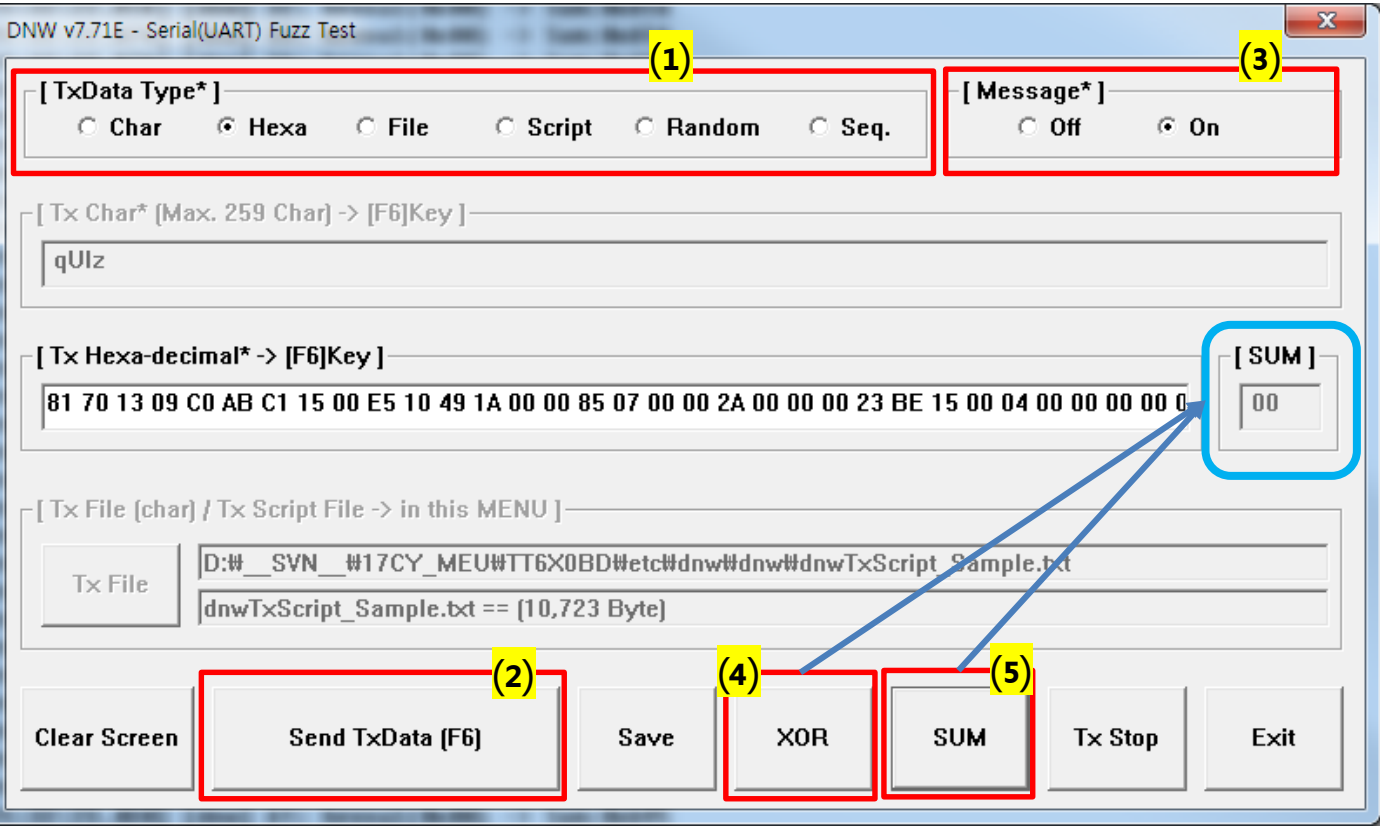 DNW v7.71E - Serial(UART) Fuzz Test
x
(1)
(3)
[ TxData Type* ]
[ Message* ]
Char Hexa File Script Random Seq.
Off On
[ Tx Char* (Max. 259 Char) -> [F6]Key ]
qUIz
[ Tx Hexa-decimal* -> [F6]Key ]
[ SUM ]
81 70 13 09 C0 AB C1 15 00 E5 10 49 1A 00 00 85 07 00 00 2A 00 00 00 23 BE 15 00 04 00 00 00 00 0
00
[ Tx File (char) / Tx Script File -> in this MENU ]
Tx File
D:₩__SVN__₩17CY_MEU₩TT6X0BD₩etc₩dnw₩dnw₩dnwTxScript_Sample.txt
dnwTxScript_Sample.txt == (10,723 Byte)
(2)
(4)
(5)
Clear Screen
Send TxData (F6)
Save
XOR
SUM
Tx Stop
Exit